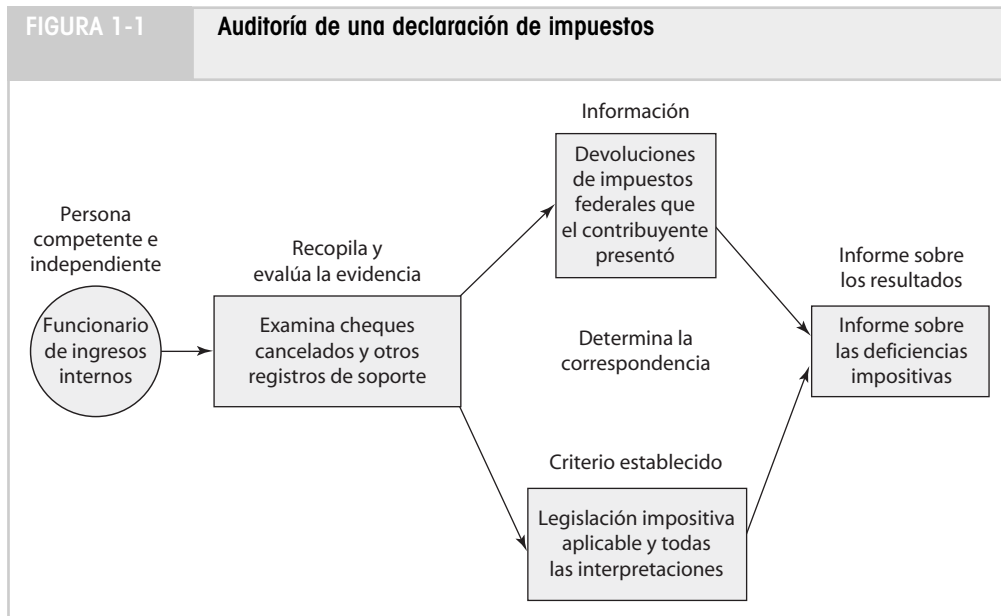 FIGURA 1-1
Auditoría de una declaración de impuestos
Persona
competente e
independiente
Funcionario
de ingresos
internos
Recopila y
evalúa la evidencia
Examina cheques
cancelados y otros
registros de soporte
Información
Devoluciones
de impuestos
federales que
el contribuyente
presentó
Determina la
correspondencia
Criterio establecido
Legislación impositiva
aplicable y todas
las interpretaciones
Informe sobre
los resultados
Informe sobre
las deficiencias
impositivas